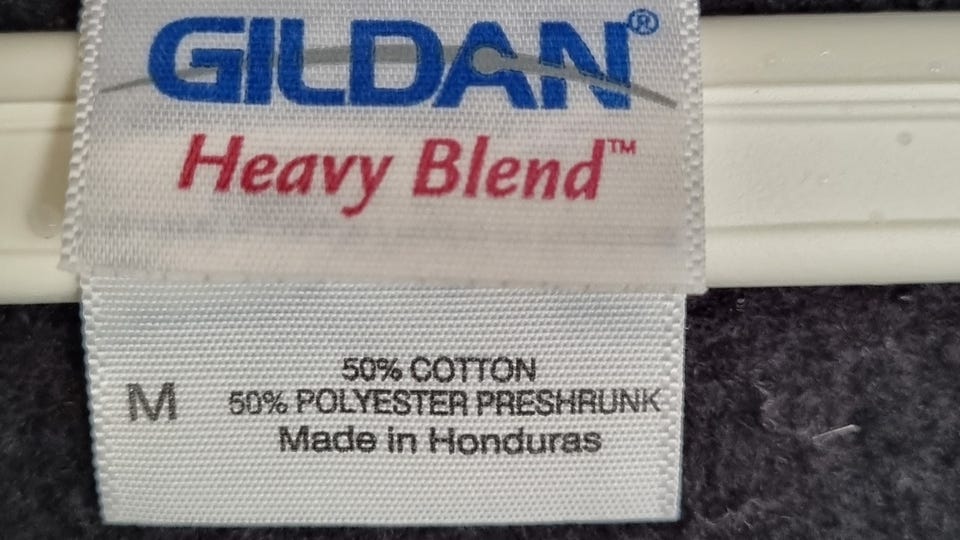 GILDAN®
Heavy Blend™
50% COTTON
M 50% POLYESTER PRESHRUNK
Made in Honduras